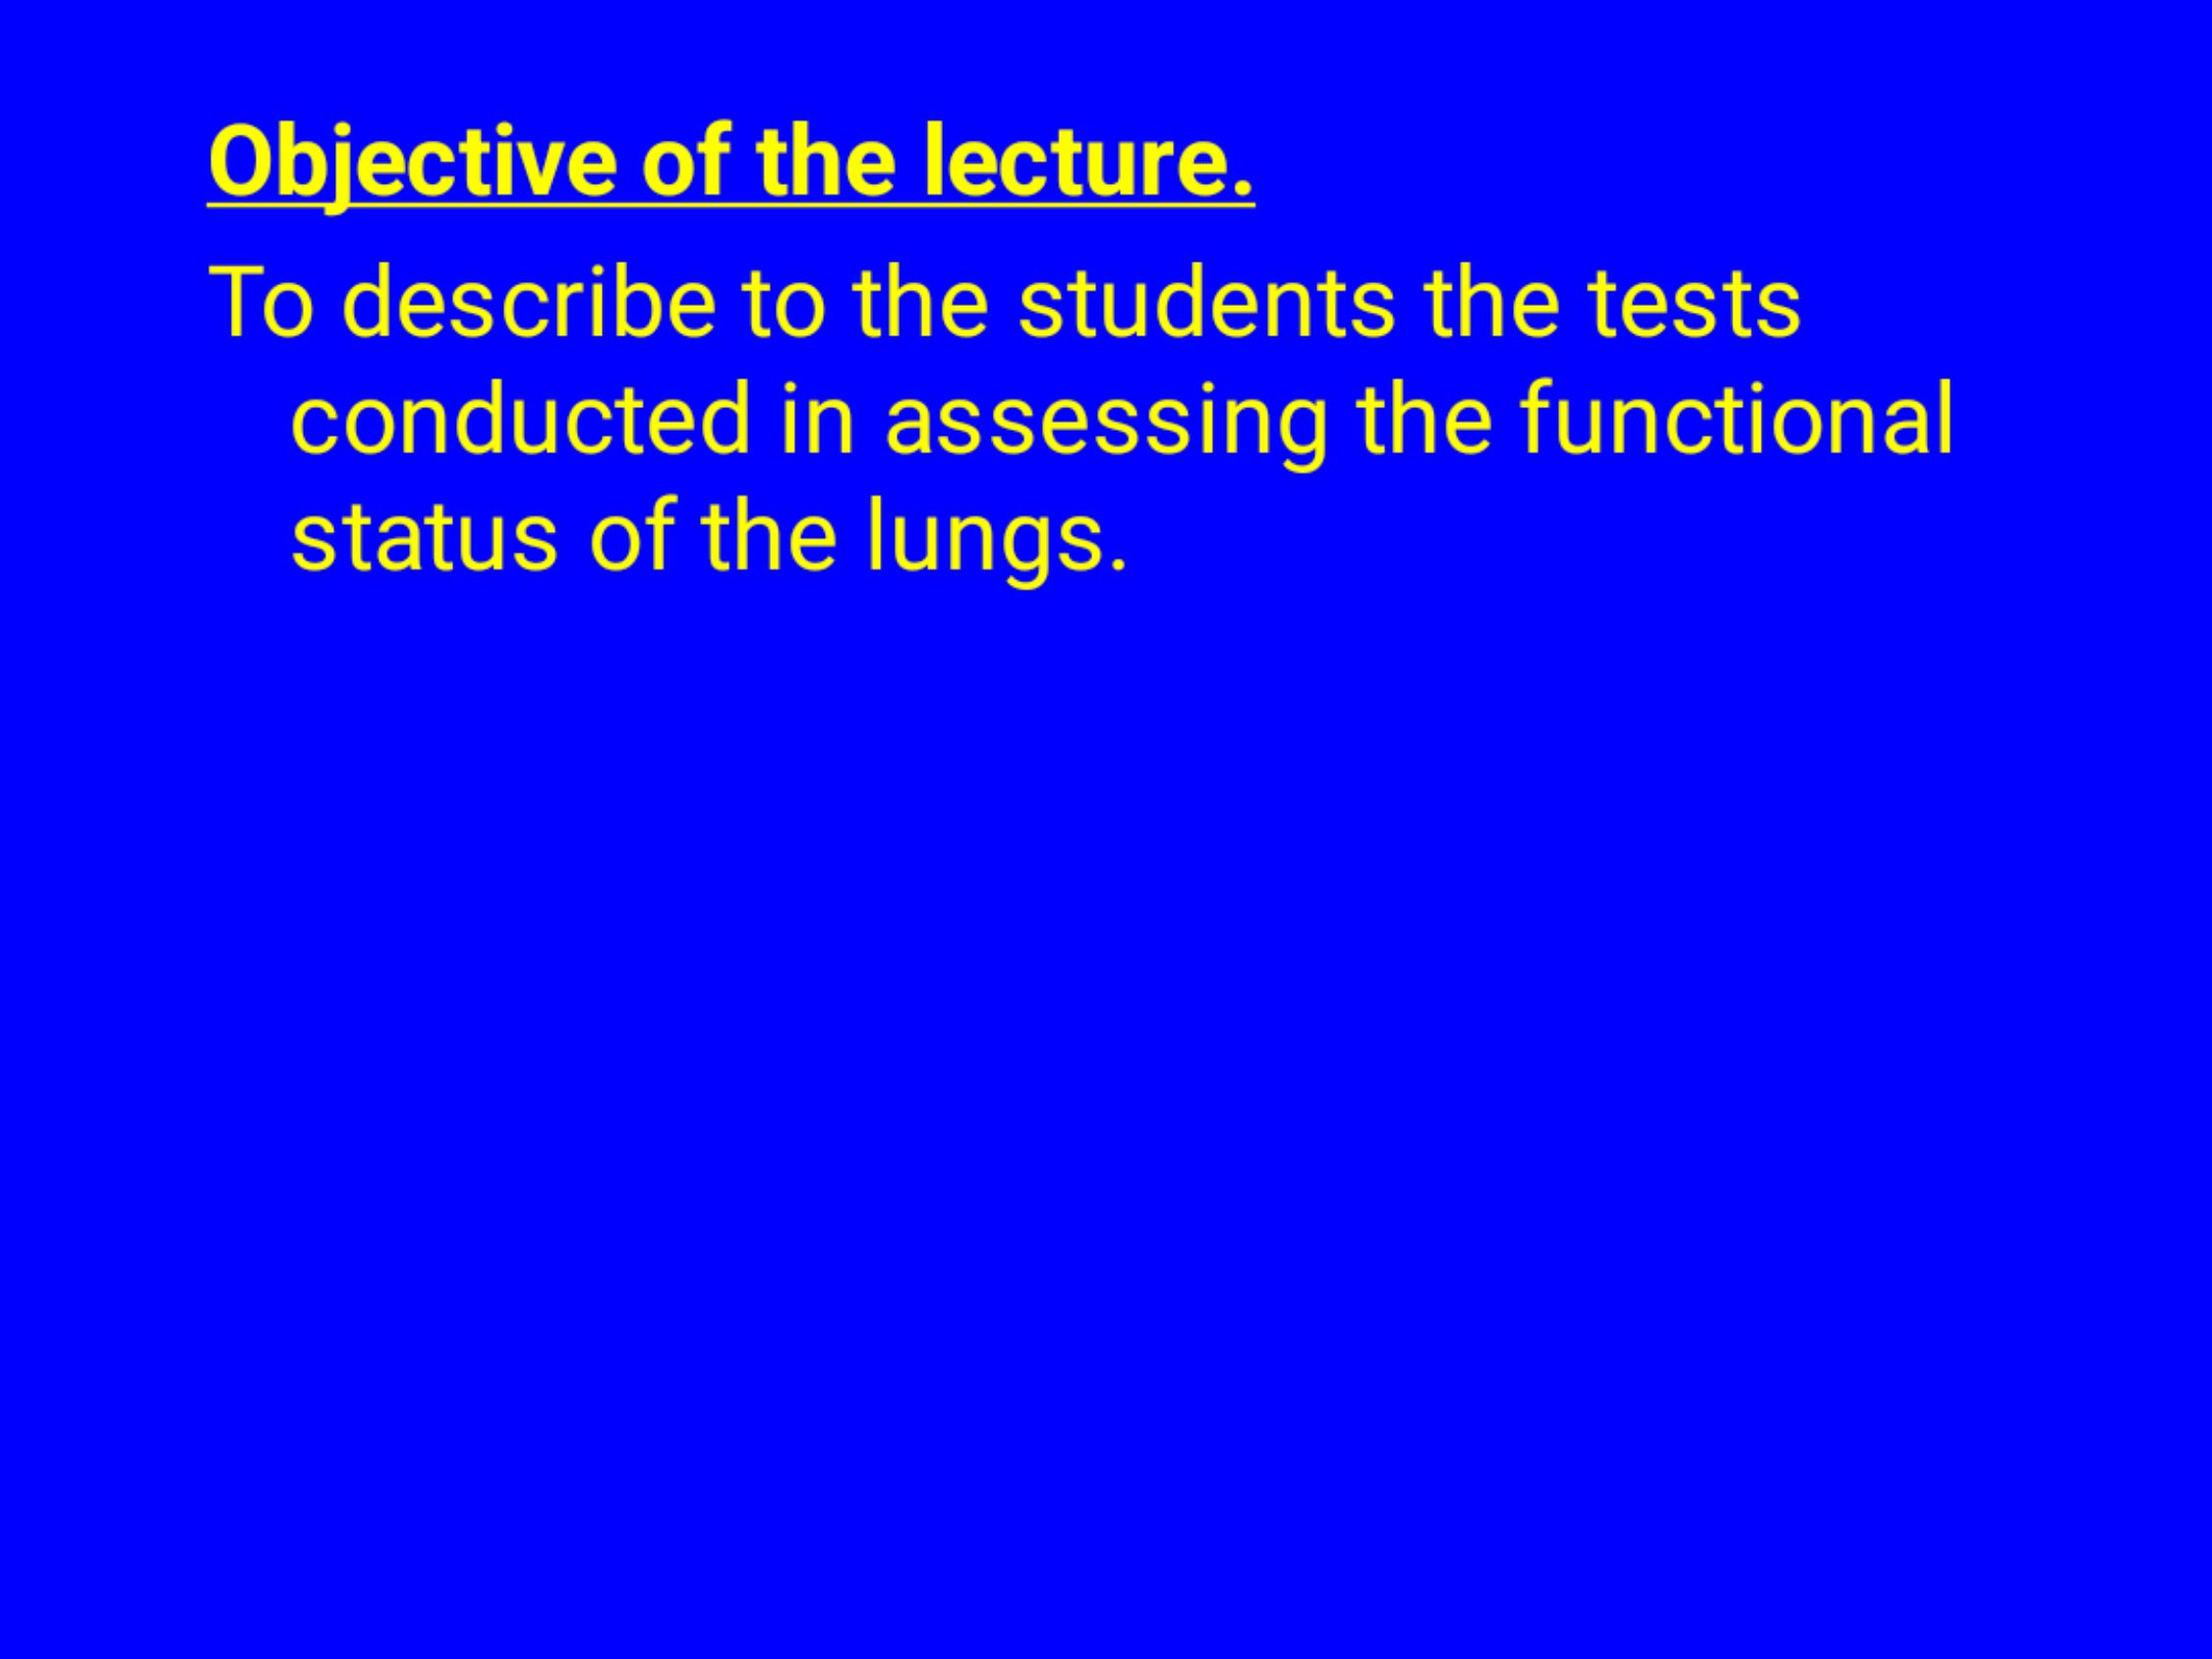 Objective of the lecture.
To describe to the students the tests
conducted in assessing the functional
status of the lungs.